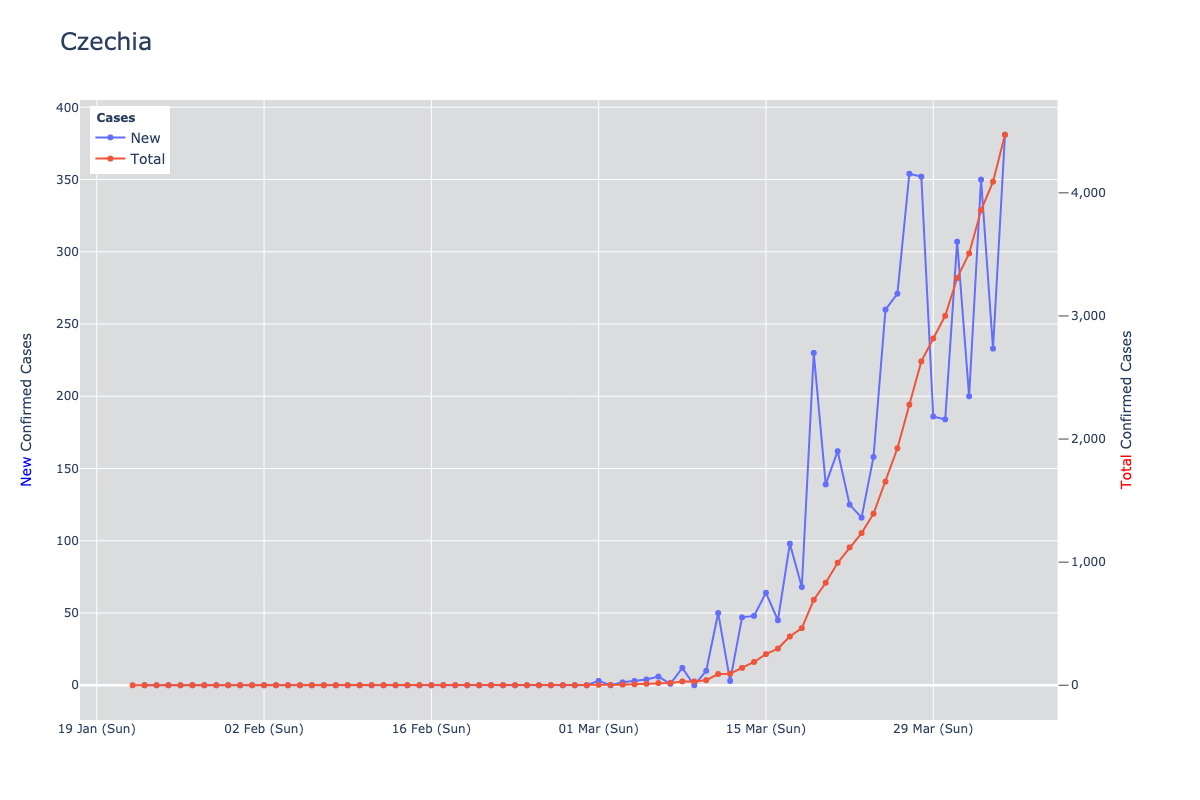 Czechia
Cases
New
Total
400
350
300
250
200
150
100
50
0
New Confirmed Cases
4,000
3,000
2,000
1,000
0
Total Confirmed Cases
19 Jan (Sun)
02 Feb (Sun)
16 Feb (Sun)
01 Mar (Sun)
15 Mar (Sun)
29 Mar (Sun)